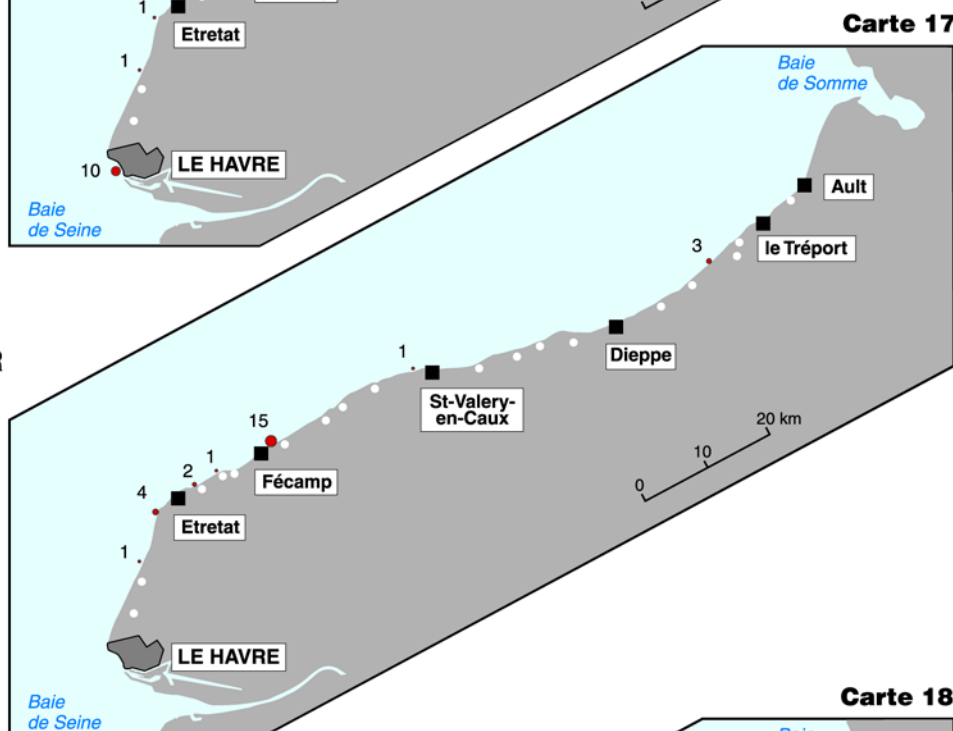 1
Etretat
1
10
LE HAVRE
Baie
de Seine
Carte 17
Baie
de Somme
Ault
le Tréport
3
Dieppe
1
St-Valery-
en-Caux
20 km
10
0
15
Fécamp
1
2
4
Etretat
1
LE HAVRE
Baie
de Seine
Carte 18